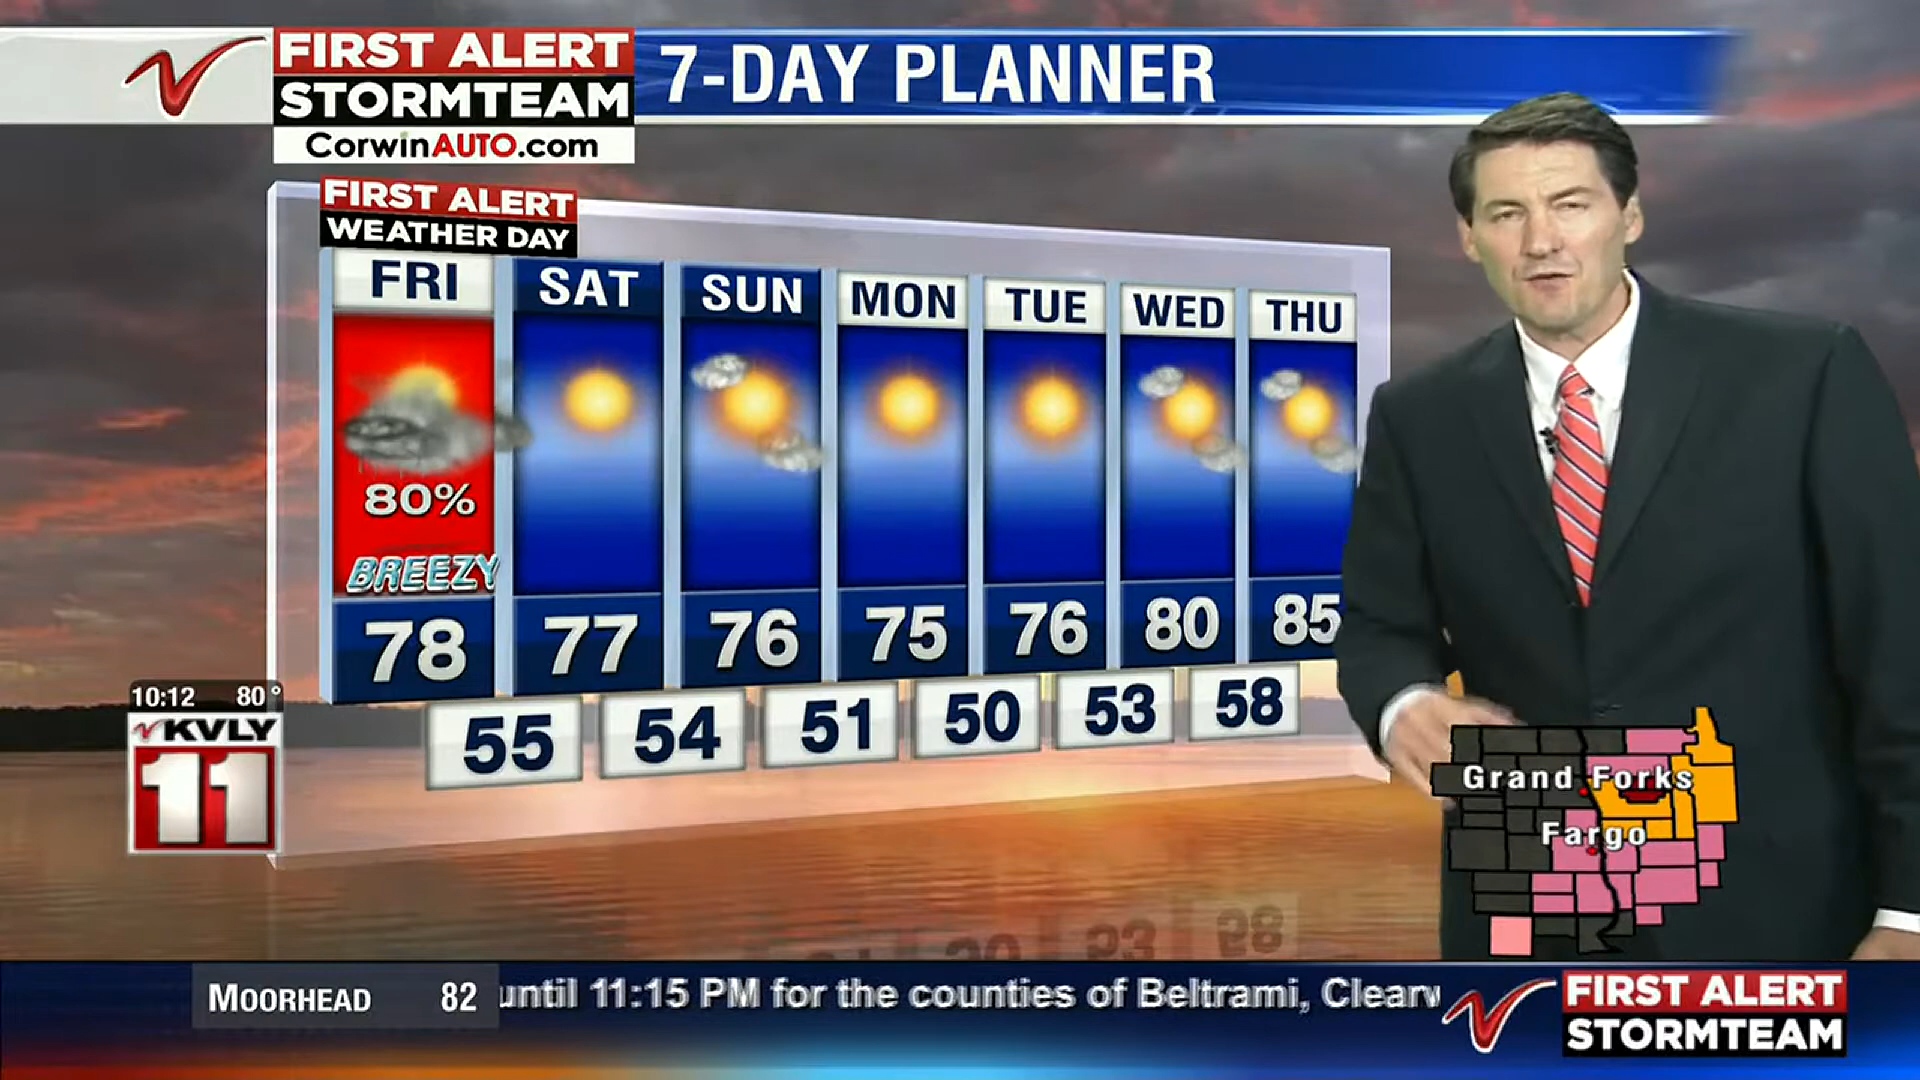 FIRST ALERT
STORMTEAM
CorwinAUTO.com
7-DAY PLANNER
FIRST ALERT
WEATHER DAY
FRI SAT SUN MON TUE WED THU
80%
BREEZY
78 77 76 75 76 80 85
55 54 51 50 53 58
10:12 80°
KVLY
11
Grand Forks
Fargo
MOORHEAD 82 until 11:15 PM for the counties of Beltrami, Clearw
FIRST ALERT
STORMTEAM